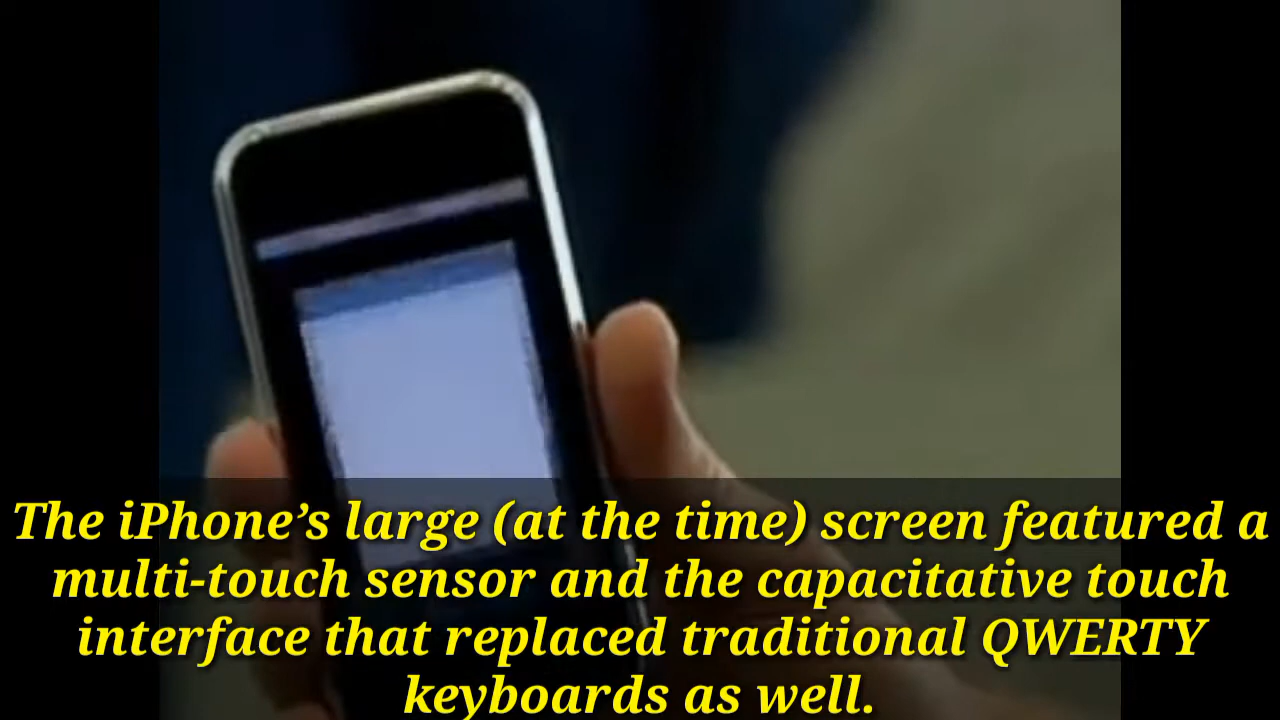 The iPhone’s large (at the time) screen featured a
multi-touch sensor and the capacitative touch
interface that replaced traditional QWERTY
keyboards as well.